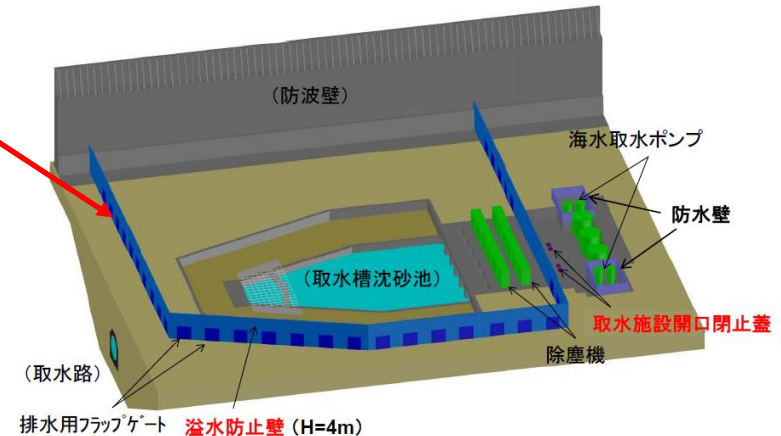 (防波壁)
海水取水ポンプ
防水壁
(取水槽沈砂池)
取水施設開口閉止蓋
除塵機
(取水路)
排水用フラップゲート 溢水防止壁 (H=4m)